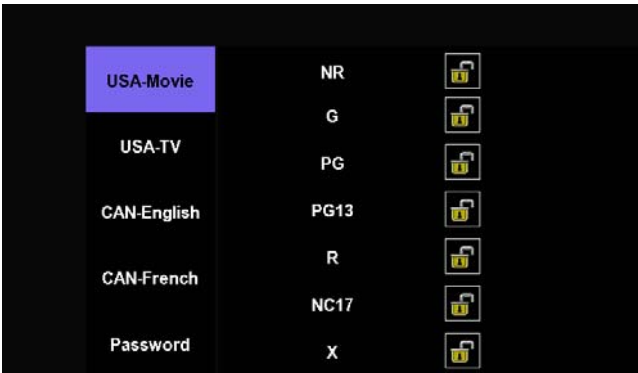 USA-Movie
USA-TV
CAN-English
CAN-French
Password
NR
G
PG
PG13
R
NC17
X